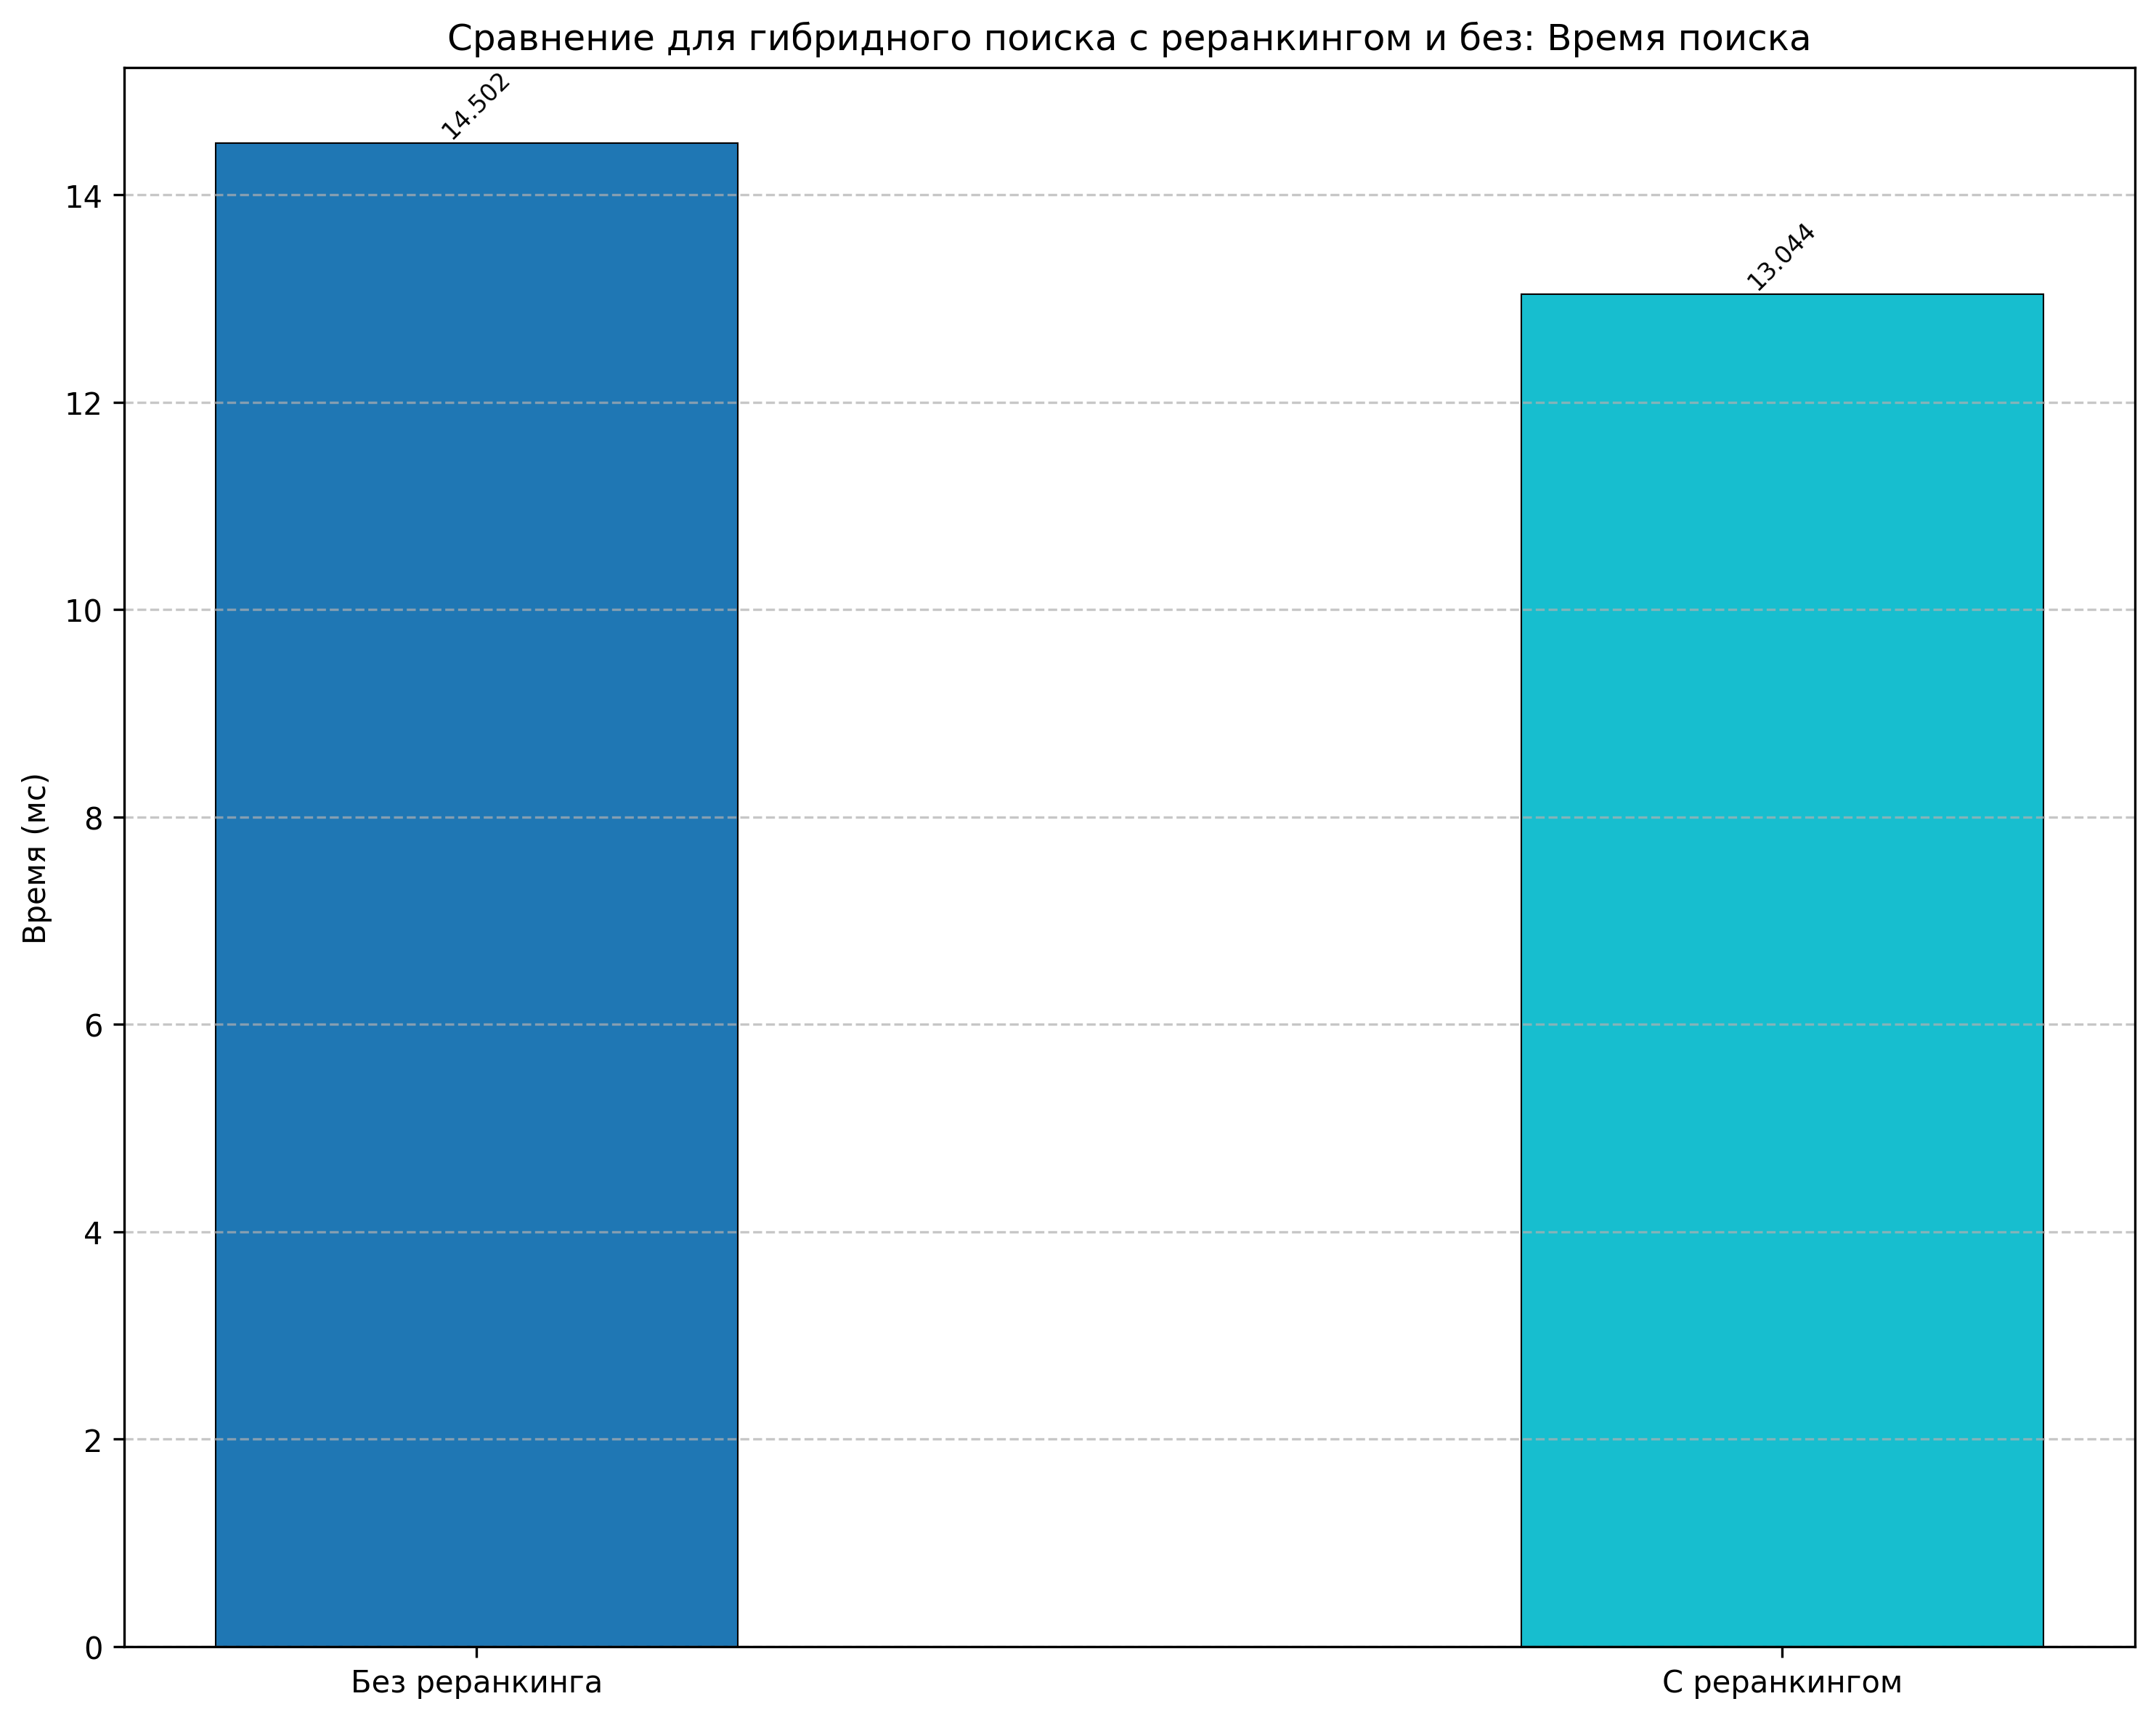 Сравнение для гибридного поиска с реранкингом и без: Время поиска
14.502
13.044
14
12
10
8
6
4
2
0
Время (мс)
Без реранкинга
С реранкингом